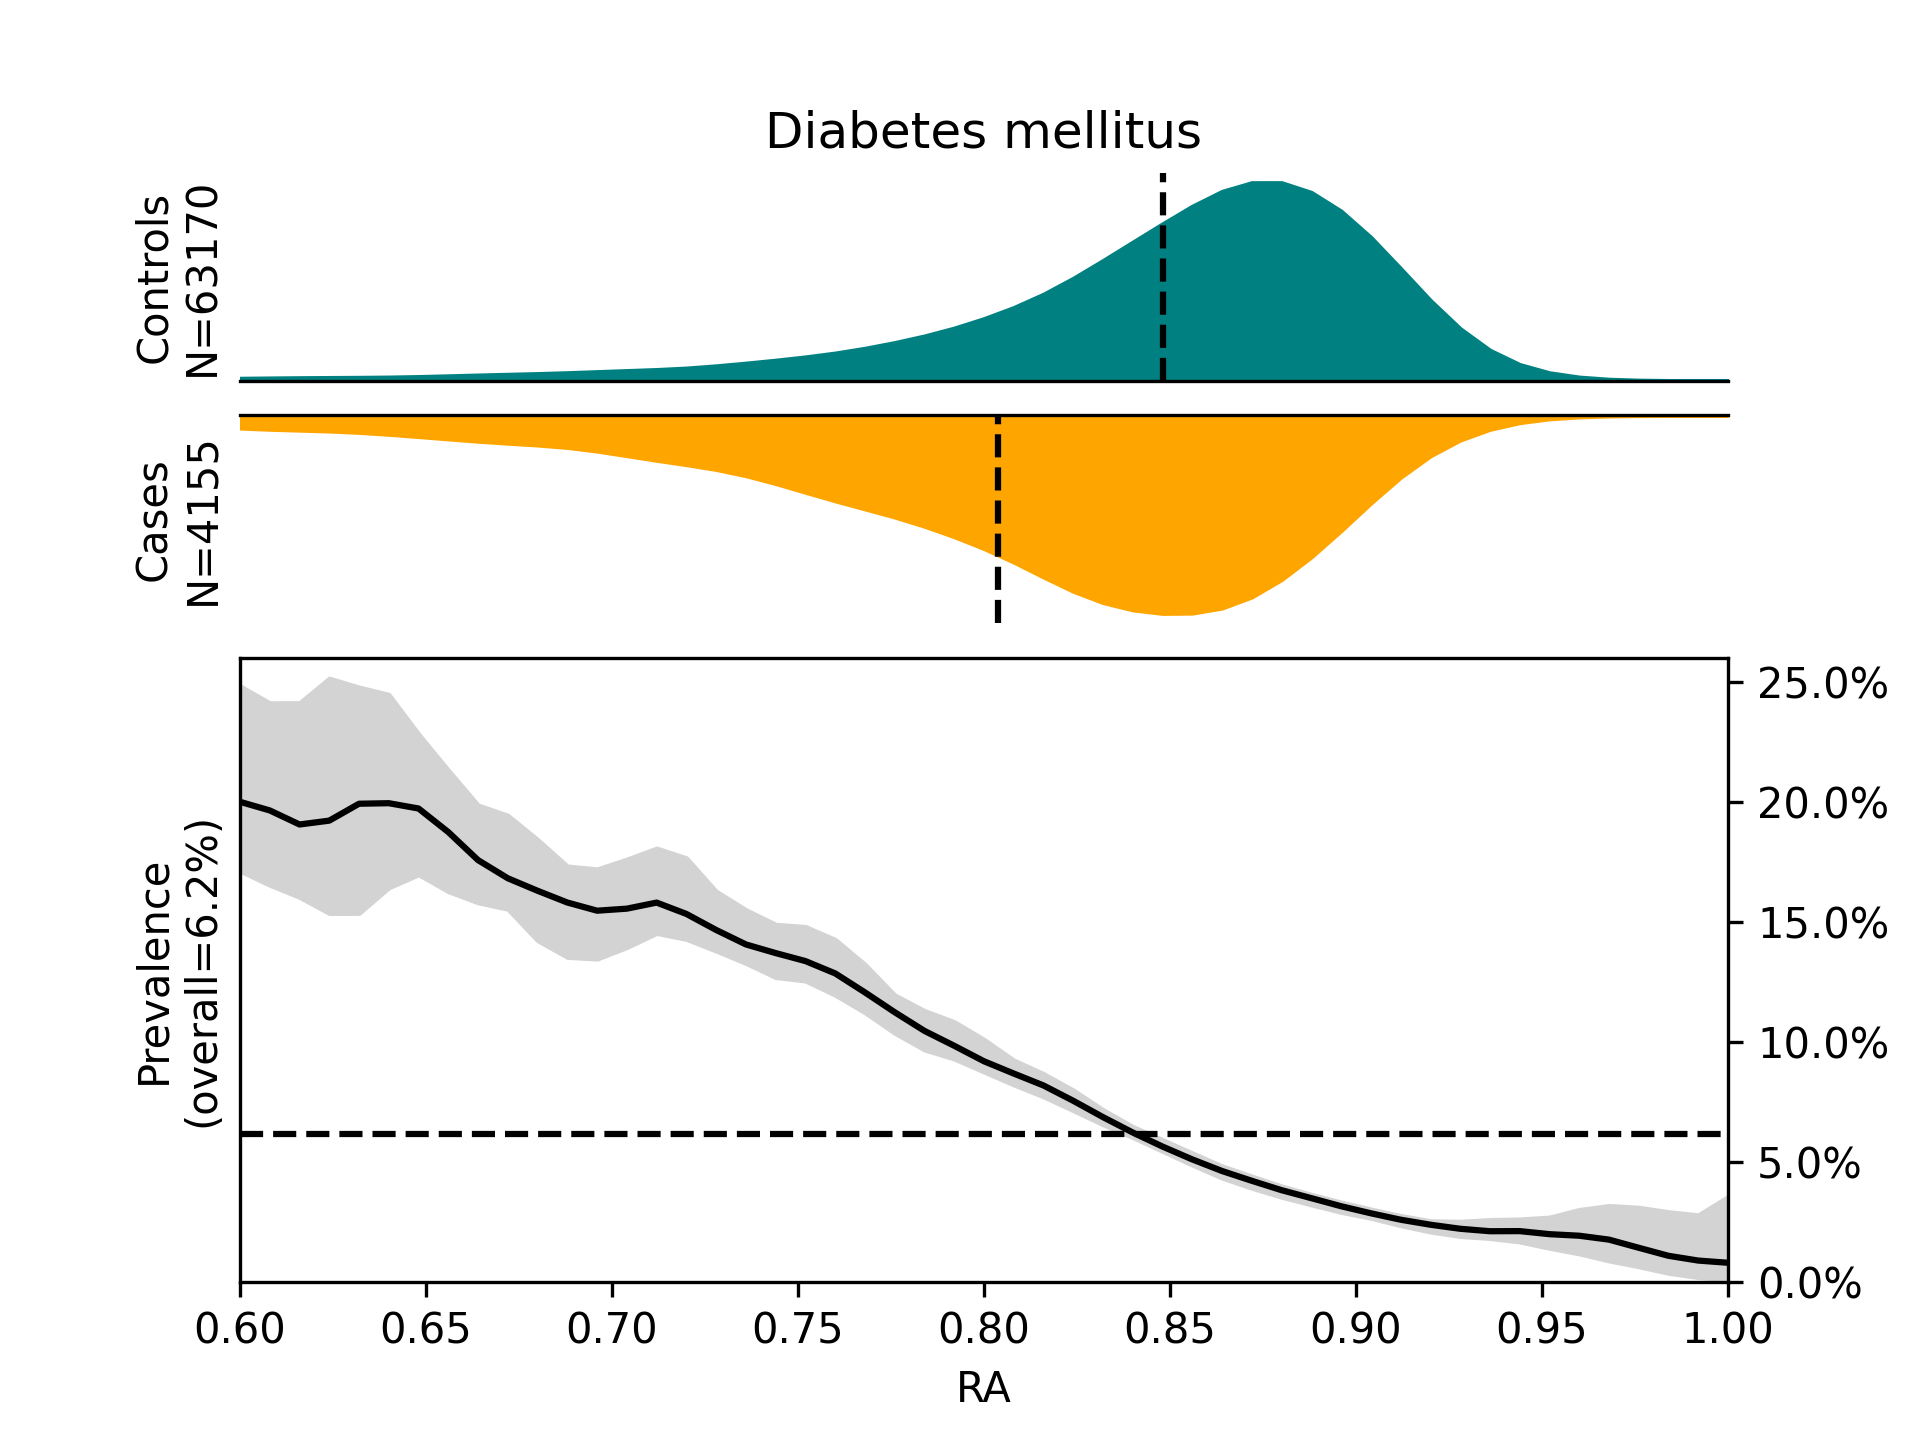 Diabetes mellitus
Controls
N=63170
Cases
N=4155
Prevalence
(overall=6.2%)
25.0%
20.0%
15.0%
10.0%
5.0%
0.0%
0.60 0.65 0.70 0.75 0.80 0.85 0.90 0.95 1.00
RA